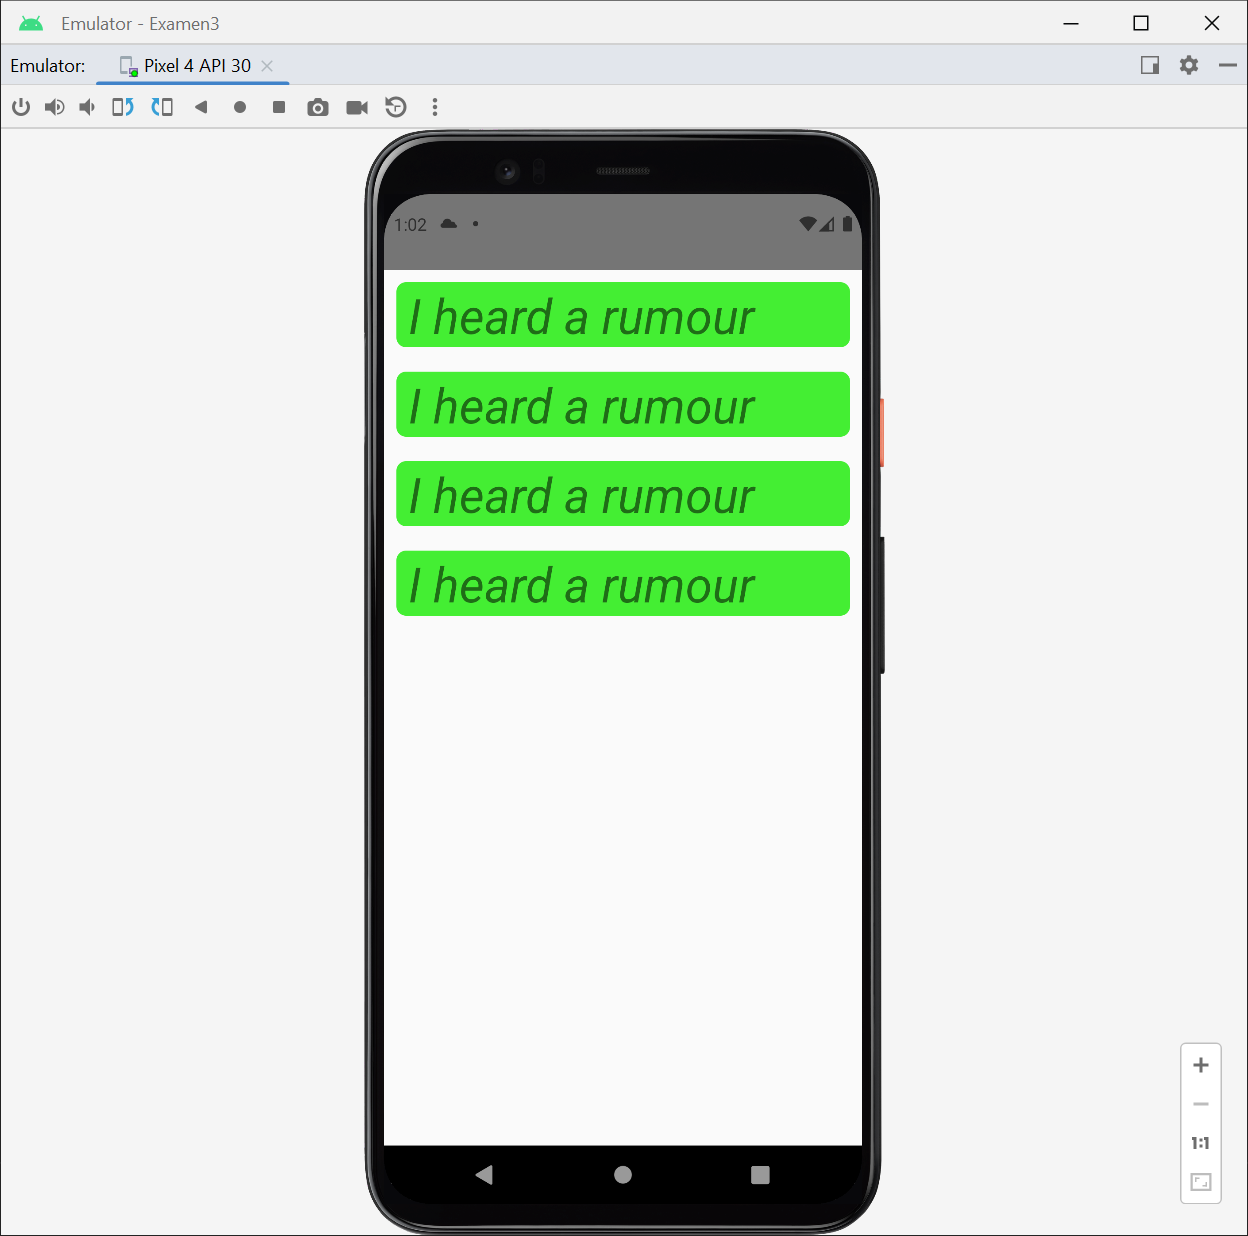 Emulator - Examen3
Emulator: Pixel 4 API 30
1:02
I heard a rumour
I heard a rumour
I heard a rumour
I heard a rumour
1:1